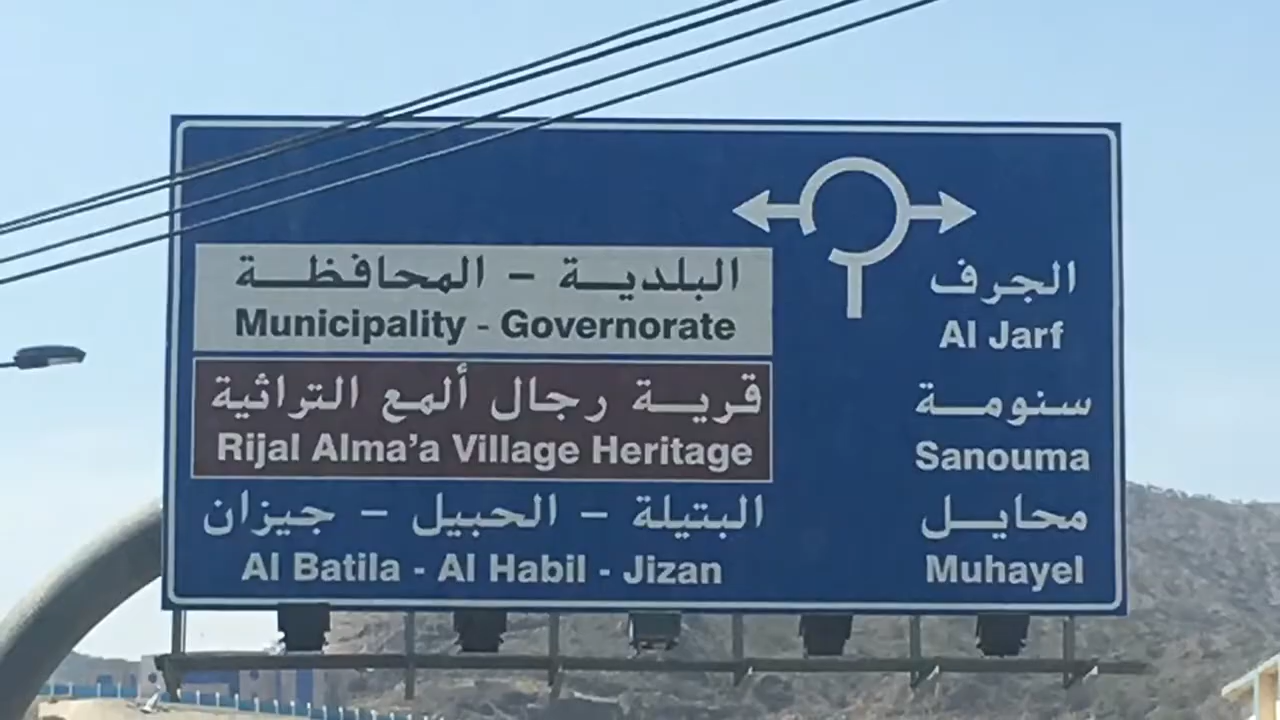 البلدية - المحافظة
Municipality - Governorate
قرية رجال ألمع التراثية
Rijal Alma’a Village Heritage
البتيلة - الحبيل - جيزان
Al Batila - Al Habil - Jizan
الجرف
Al Jarf
سنومة
Sanouma
محايل
Muhayel